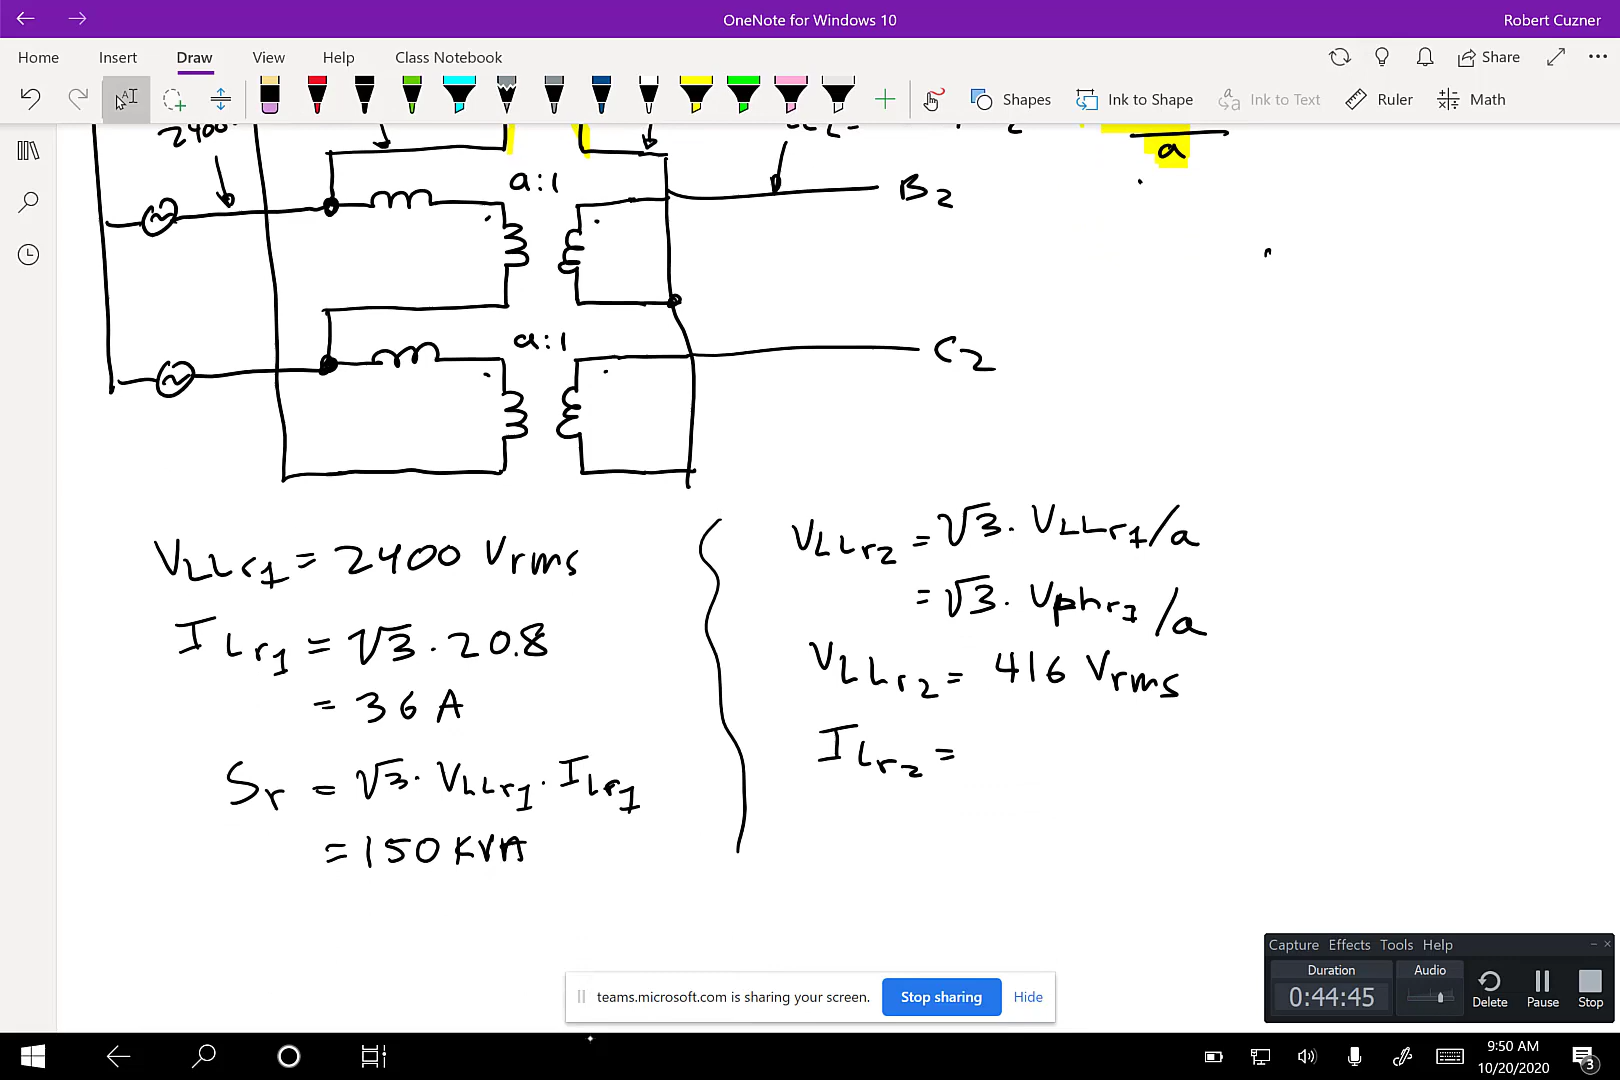 OneNote for Windows 10
Robert Cuzner
Home Insert Draw View Help Class Notebook
Share
Shapes Ink to Shape Ink to Text Ruler Math
2400
a
a:1
B2
a:1
C2
VLLr1 = 2400 Vrms
ILr1 = √3 · 20.8
= 36 A
Sr = √3 · VLLr1 · ILr1
= 150 KVA
VLLr2 = √3 · VLLr1/a
= √3 · Vphr1/a
VLLr2 = 416 Vrms
ILr2 =
Capture Effects Tools Help
Duration Audio
0:44:45
Delete Pause Stop
teams.microsoft.com is sharing your screen. Stop sharing Hide
9:50 AM
10/20/2020
3